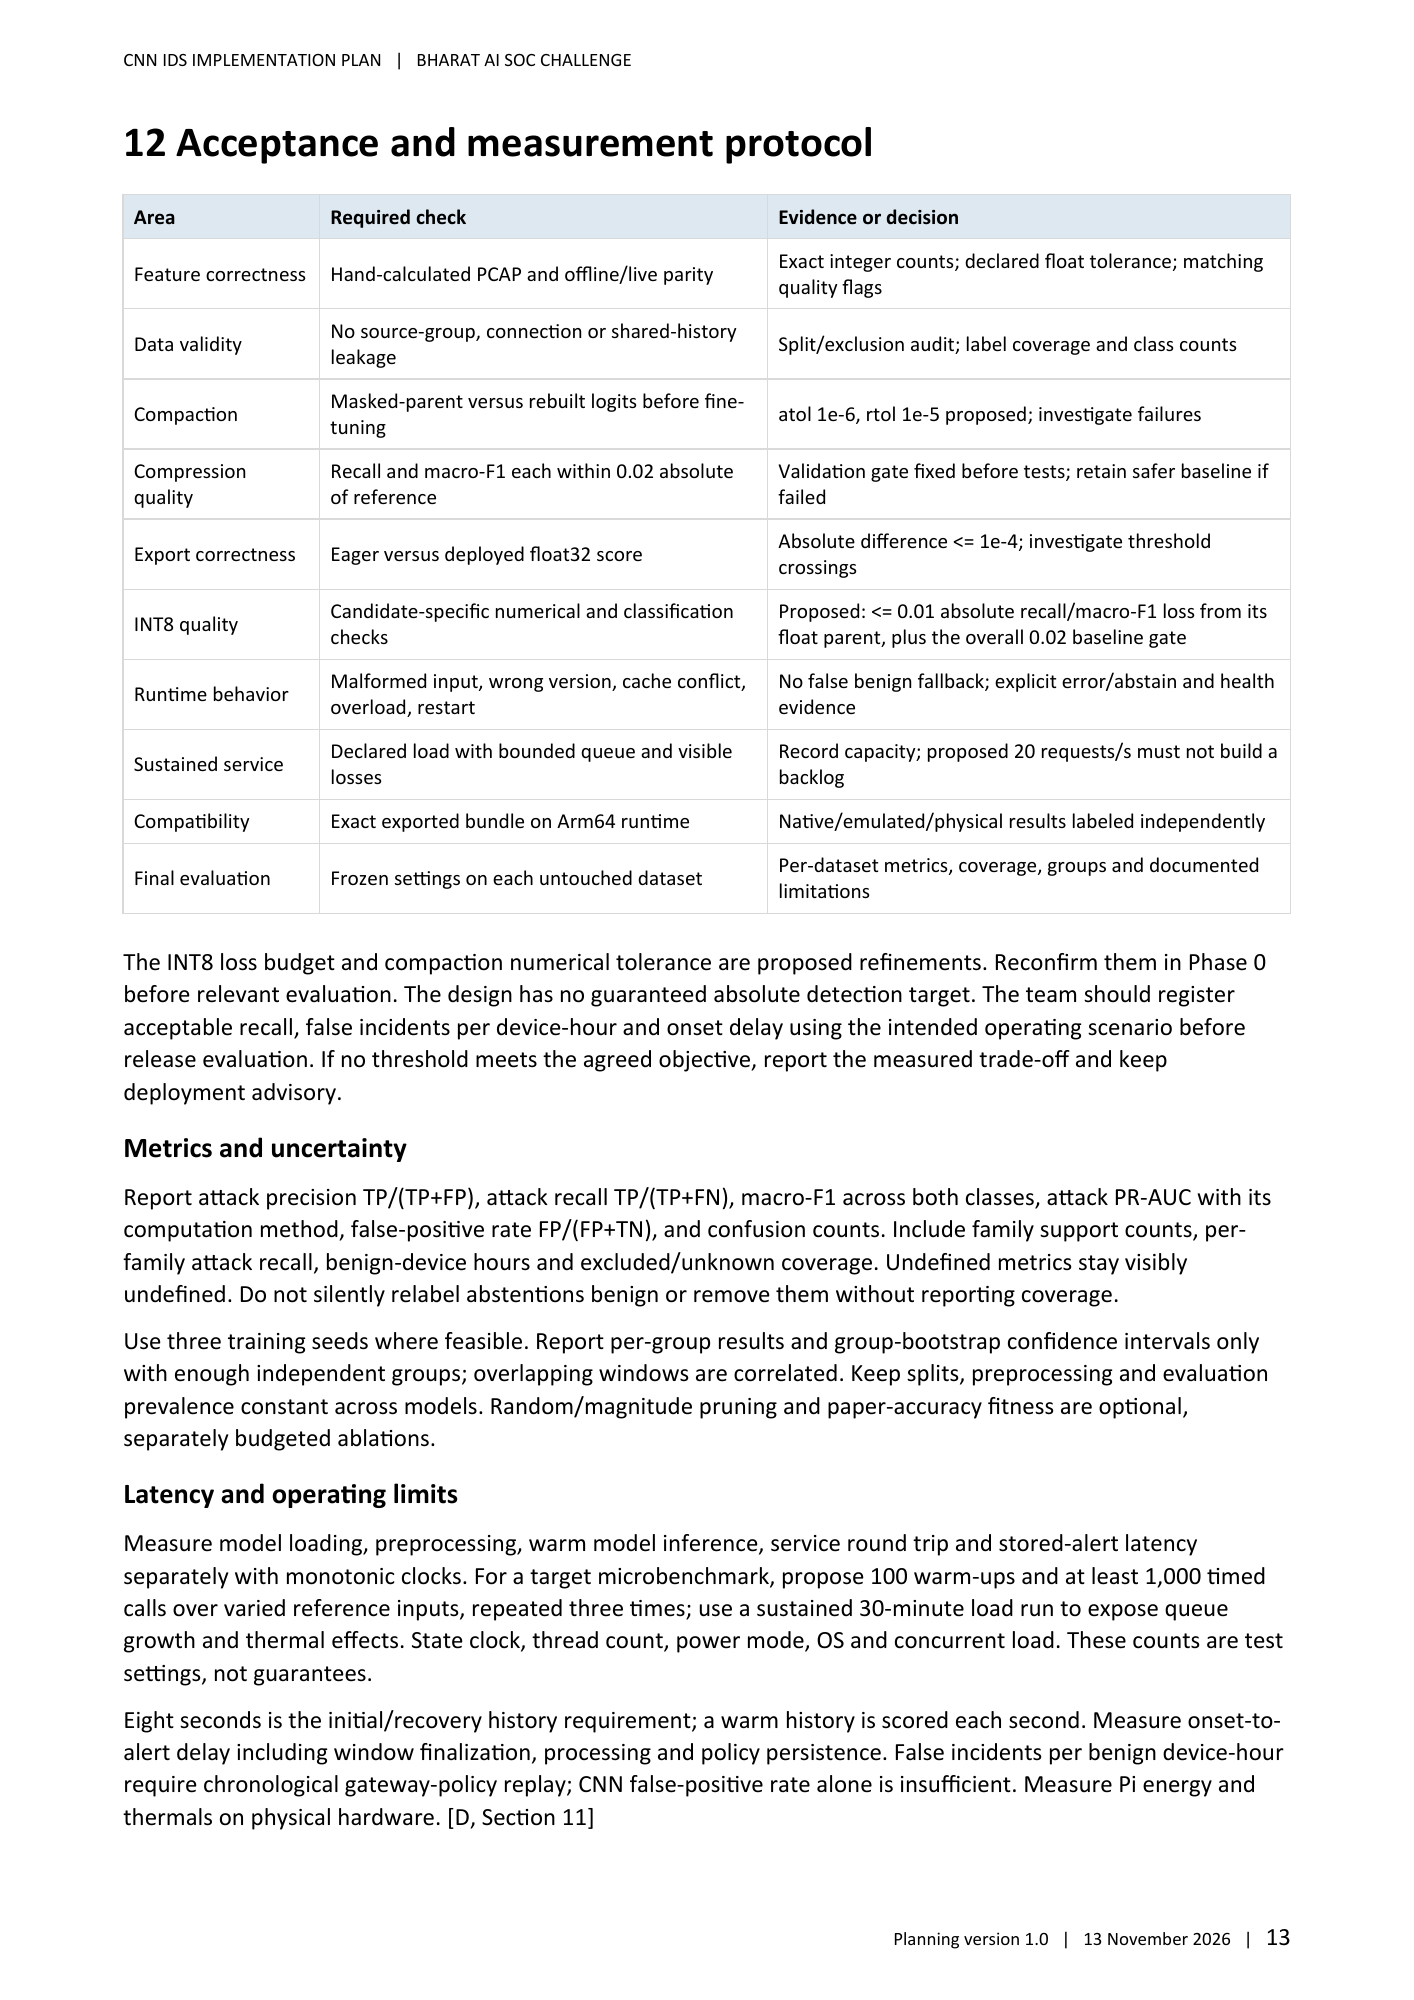 CNN IDS IMPLEMENTATION PLAN | BHARAT AI SOC CHALLENGE
12 Acceptance and measurement protocol
Area Required check Evidence or decision
Feature correctness Hand-calculated PCAP and offline/live parity Exact integer counts; declared float tolerance; matching
quality flags
Data validity No source-group, connection or shared-history
leakage Split/exclusion audit; label coverage and class counts
Compaction Masked-parent versus rebuilt logits before fine-
tuning atol 1e-6, rtol 1e-5 proposed; investigate failures
Compression
quality Recall and macro-F1 each within 0.02 absolute
of reference Validation gate fixed before tests; retain safer baseline if
failed
Export correctness Eager versus deployed float32 score Absolute difference <= 1e-4; investigate threshold
crossings
INT8 quality Candidate-specific numerical and classification
checks Proposed: <= 0.01 absolute recall/macro-F1 loss from its
float parent, plus the overall 0.02 baseline gate
Runtime behavior Malformed input, wrong version, cache conflict,
overload, restart No false benign fallback; explicit error/abstain and health
evidence
Sustained service Declared load with bounded queue and visible
losses Record capacity; proposed 20 requests/s must not build a
backlog
Compatibility Exact exported bundle on Arm64 runtime Native/emulated/physical results labeled independently
Final evaluation Frozen settings on each untouched dataset Per-dataset metrics, coverage, groups and documented
limitations
The INT8 loss budget and compaction numerical tolerance are proposed refinements. Reconfirm them in Phase 0
before relevant evaluation. The design has no guaranteed absolute detection target. The team should register
acceptable recall, false incidents per device-hour and onset delay using the intended operating scenario before
release evaluation. If no threshold meets the agreed objective, report the measured trade-off and keep
deployment advisory.
Metrics and uncertainty
Report attack precision TP/(TP+FP), attack recall TP/(TP+FN), macro-F1 across both classes, attack PR-AUC with its
computation method, false-positive rate FP/(FP+TN), and confusion counts. Include family support counts, per-
family attack recall, benign-device hours and excluded/unknown coverage. Undefined metrics stay visibly
undefined. Do not silently relabel abstentions benign or remove them without reporting coverage.
Use three training seeds where feasible. Report per-group results and group-bootstrap confidence intervals only
with enough independent groups; overlapping windows are correlated. Keep splits, preprocessing and evaluation
prevalence constant across models. Random/magnitude pruning and paper-accuracy fitness are optional,
separately budgeted ablations.
Latency and operating limits
Measure model loading, preprocessing, warm model inference, service round trip and stored-alert latency
separately with monotonic clocks. For a target microbenchmark, propose 100 warm-ups and at least 1,000 timed
calls over varied reference inputs, repeated three times; use a sustained 30-minute load run to expose queue
growth and thermal effects. State clock, thread count, power mode, OS and concurrent load. These counts are test
settings, not guarantees.
Eight seconds is the initial/recovery history requirement; a warm history is scored each second. Measure onset-to-
alert delay including window finalization, processing and policy persistence. False incidents per benign device-hour
require chronological gateway-policy replay; CNN false-positive rate alone is insufficient. Measure Pi energy and
thermals on physical hardware. [D, Section 11]
Planning version 1.0 | 13 November 2026 | 13